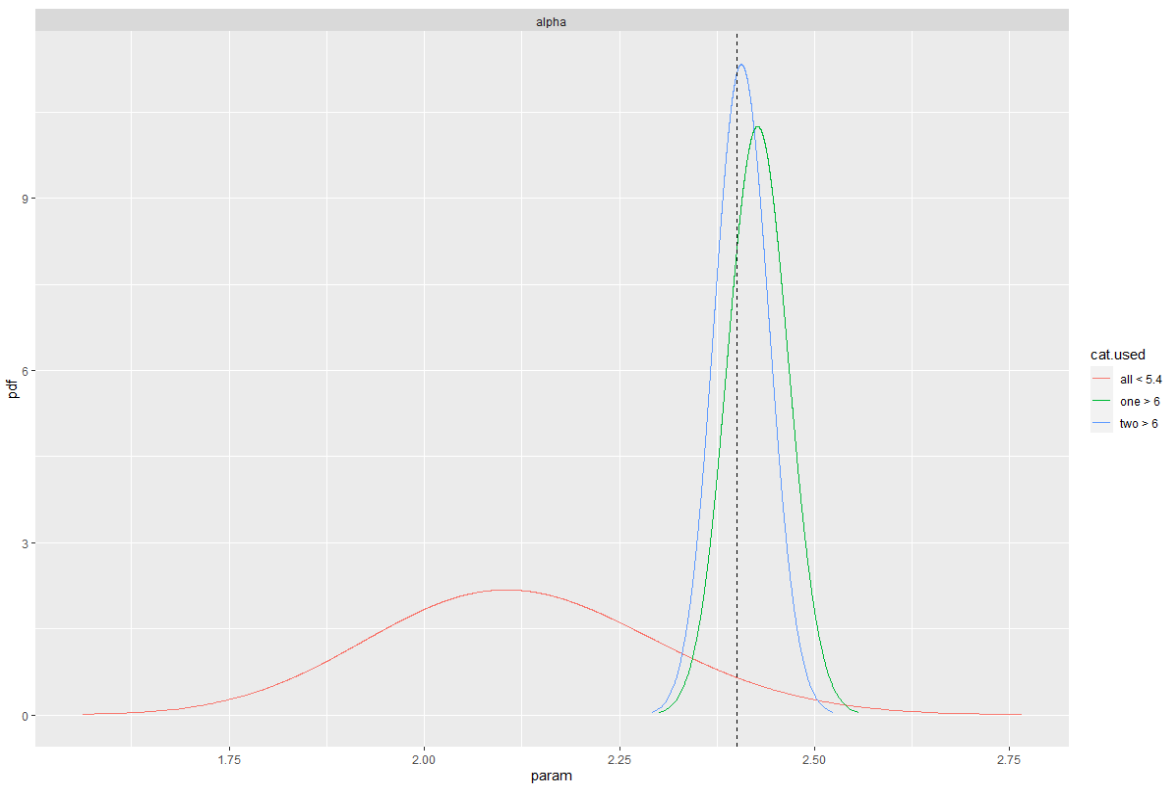 alpha
pdf
9
6
3
0
1.75
2.00
2.25
2.50
2.75
param
cat.used
all < 5.4
one > 6
two > 6